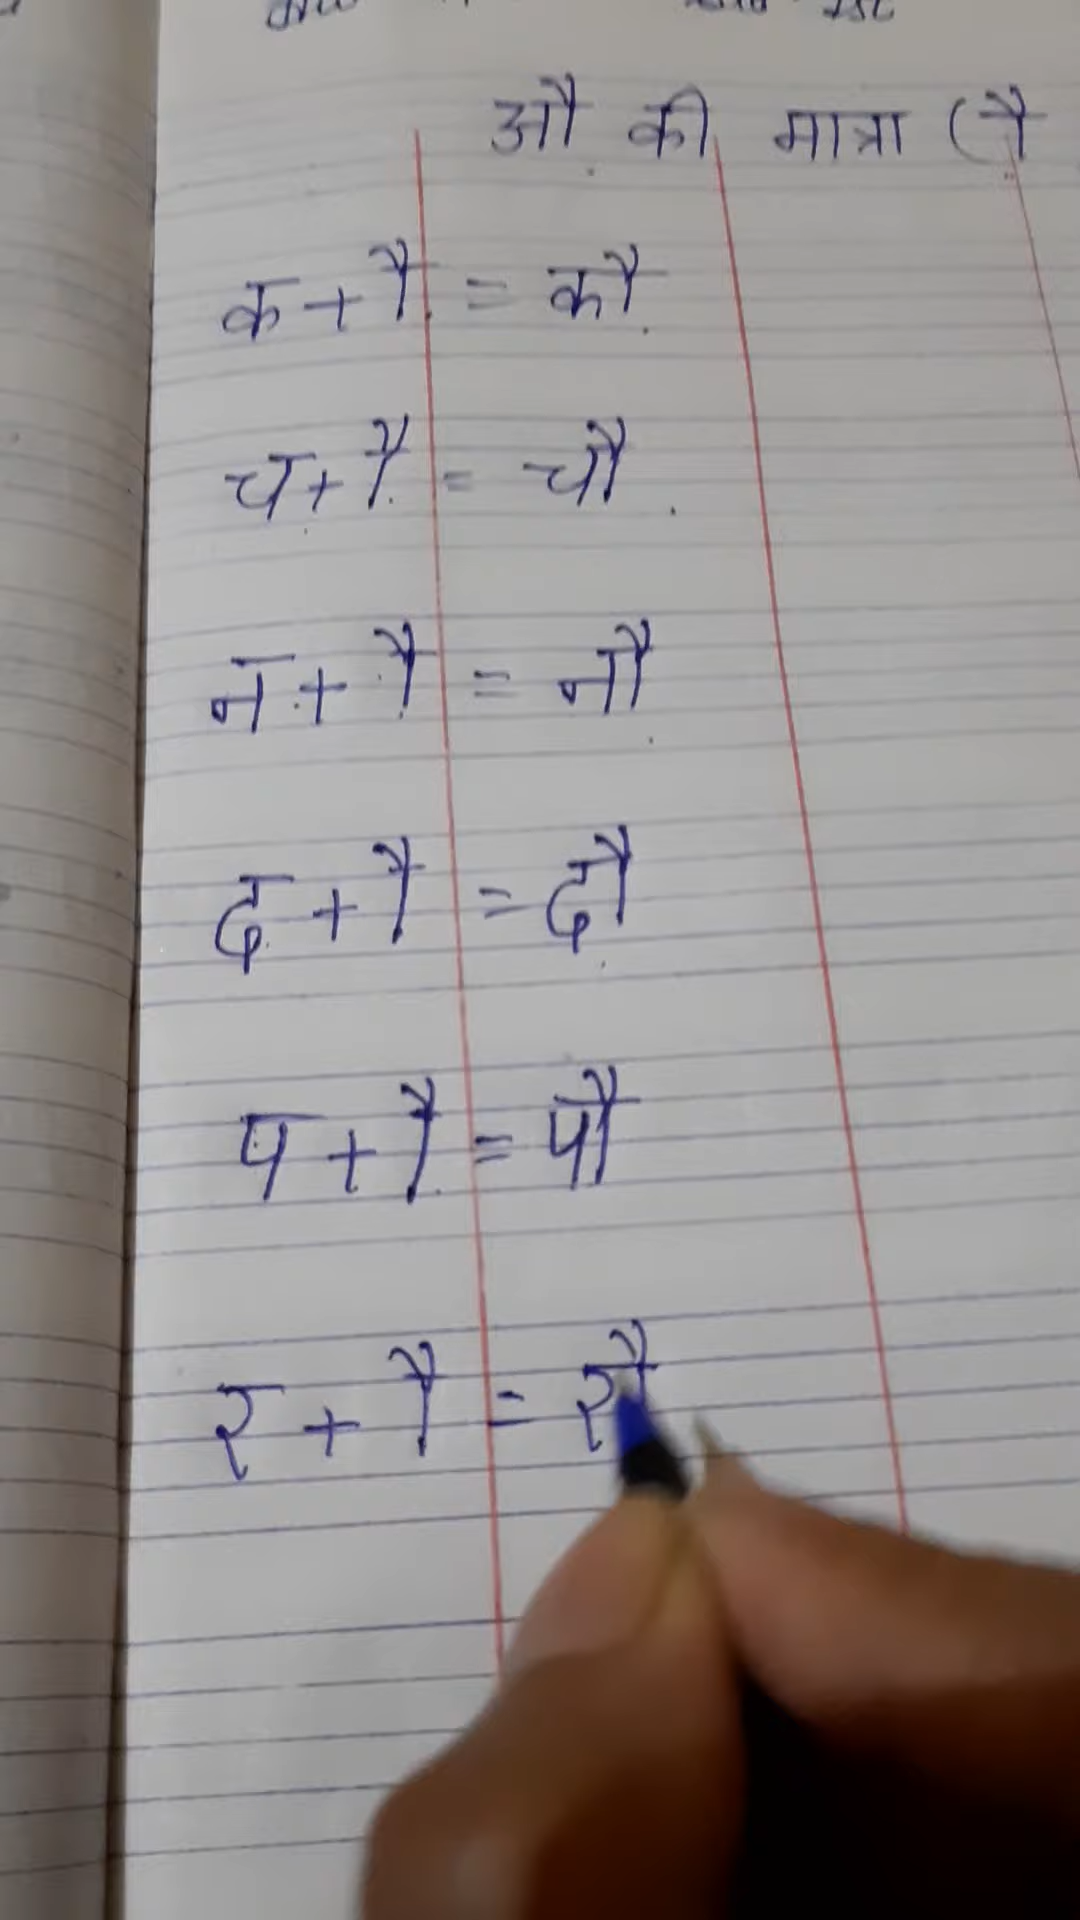 औ की मात्रा (ौ
क + ौ = कौ
च + ौ = चौ
न + ौ = नौ
द + ौ = दौ
प + ौ = पौ
र + ौ = रौ